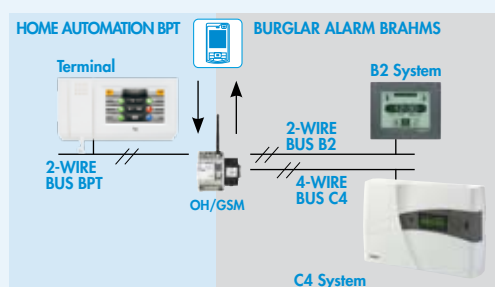 HOME AUTOMATION BPT
BURGLAR ALARM BRAHMS
Terminal
B2 System
2-WIRE
BUS B2
2-WIRE
BUS BPT
4-WIRE
BUS C4
OH/GSM
C4 System